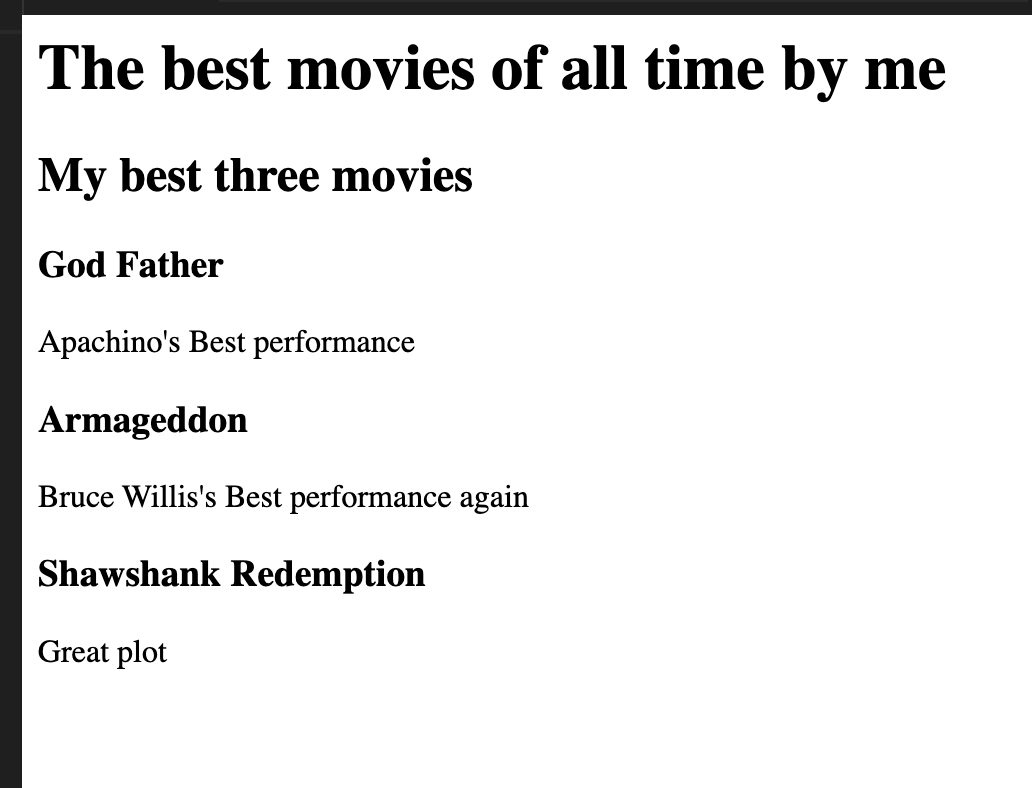 The best movies of all time by me
My best three movies
God Father
Apachino's Best performance
Armageddon
Bruce Willis's Best performance again
Shawshank Redemption
Great plot